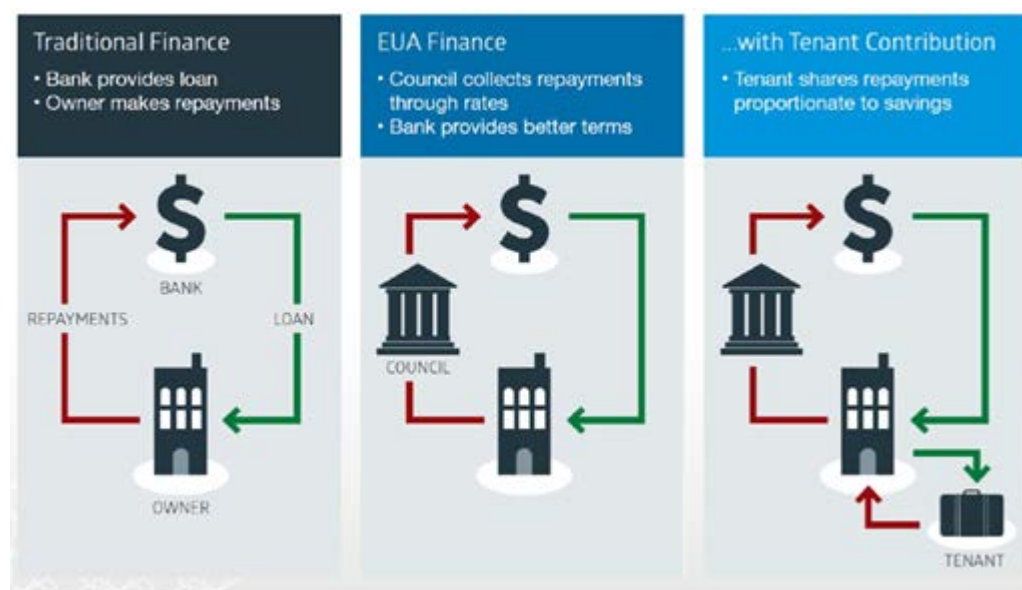 Traditional Finance
• Bank provides loan
• Owner makes repayments
$
BANK
REPAYMENTS
LOAN
OWNER
EUA Finance
• Council collects repayments
through rates
• Bank provides better terms
$
COUNCIL
...with Tenant Contribution
• Tenant shares repayments
proportionate to savings
$
TENANT